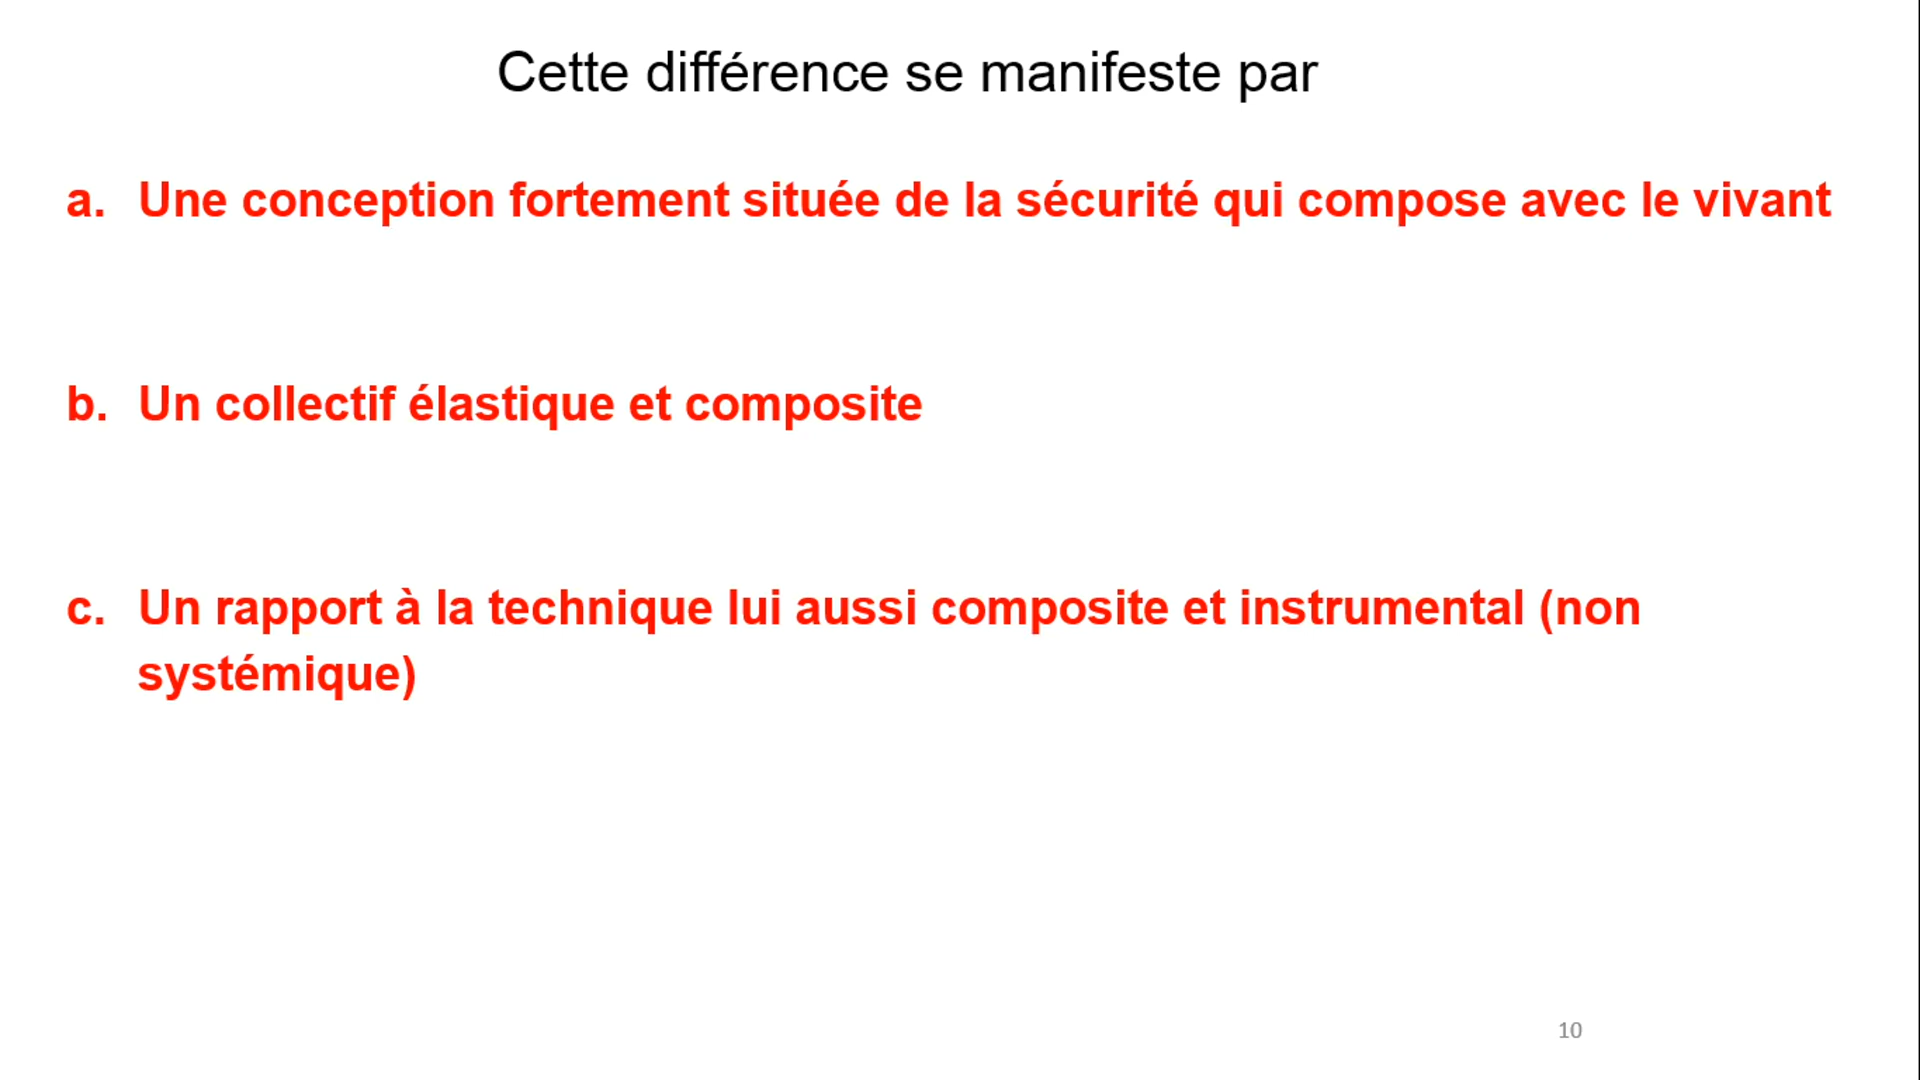 Cette différence se manifeste par
a. Une conception fortement située de la sécurité qui compose avec le vivant
b. Un collectif élastique et composite
c. Un rapport à la technique lui aussi composite et instrumental (non
systémique)
10